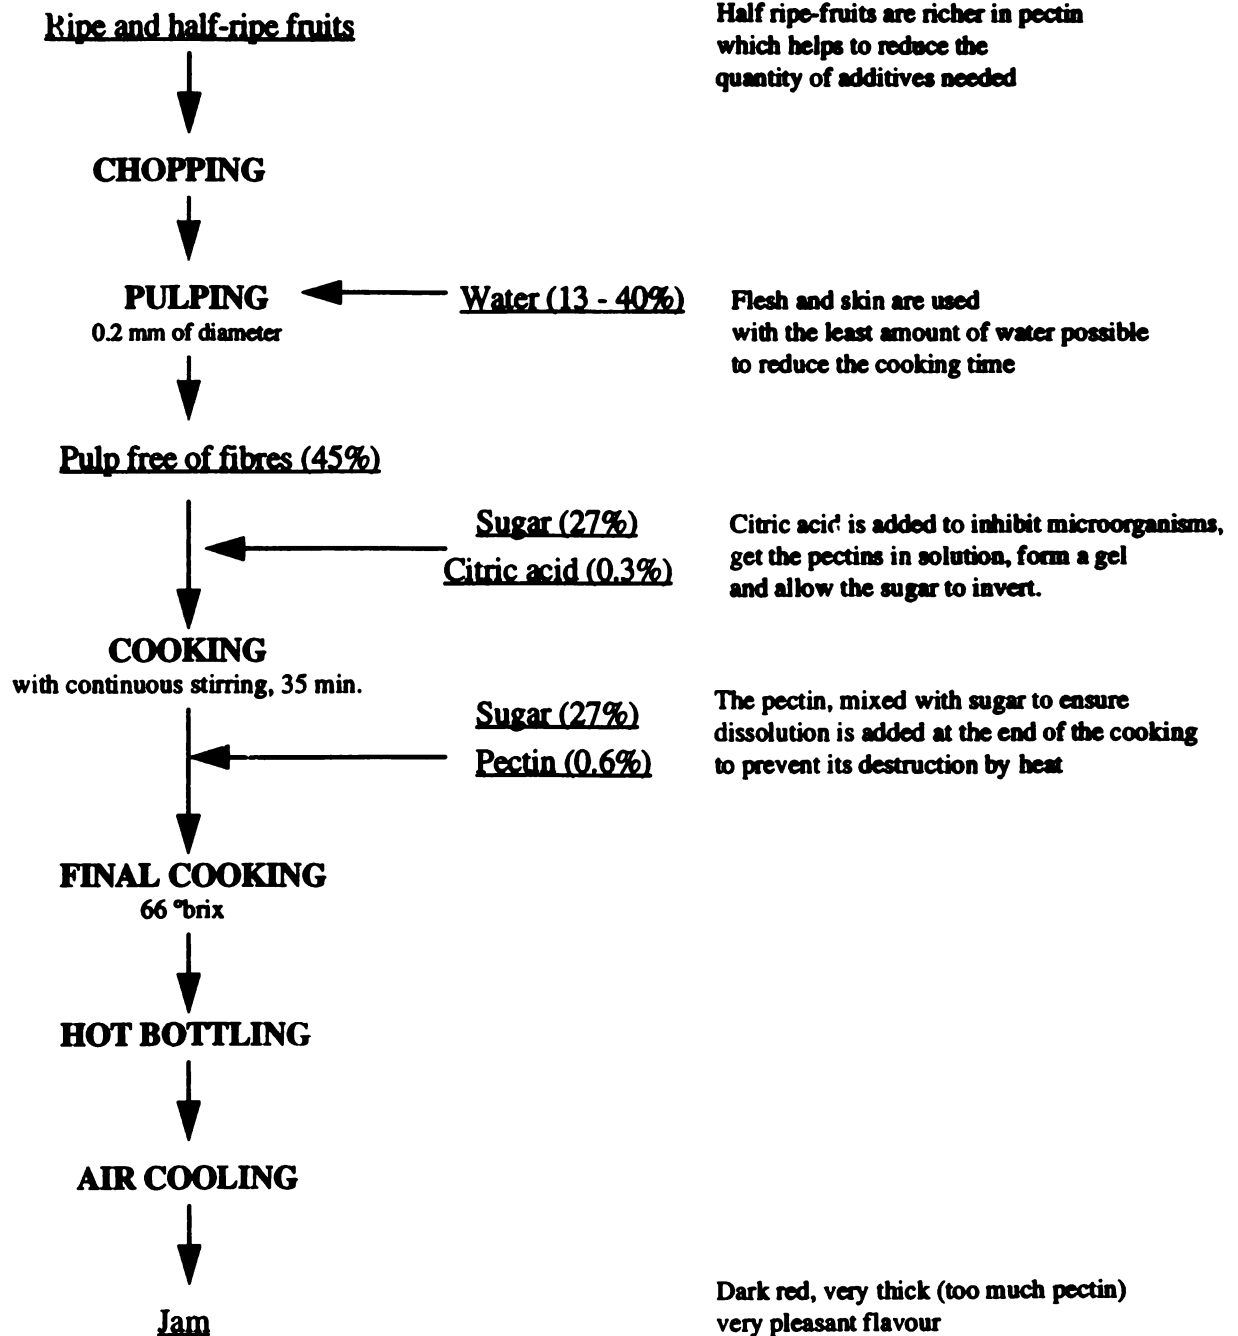 Ripe and half-ripe fruits
Half ripe-fruits are richer in pectin
which helps to reduce the
quantity of additives needed
CHOPPING
PULPING
0.2 mm of diameter
Water (13 - 40%)
Flesh and skin are used
with the least amount of water possible
to reduce the cooking time
Pulp free of fibres (45%)
Sugar (27%)
Citric acid (0.3%)
Citric acid is added to inhibit microorganisms,
get the pectins in solution, form a gel
and allow the sugar to invert.
COOKING
with continuous stirring, 35 min.
Sugar (27%)
Pectin (0.6%)
The pectin, mixed with sugar to ensure
dissolution is added at the end of the cooking
to prevent its destruction by heat
FINAL COOKING
66 °brix
HOT BOTTLING
AIR COOLING
Jam
Dark red, very thick (too much pectin)
very pleasant flavour